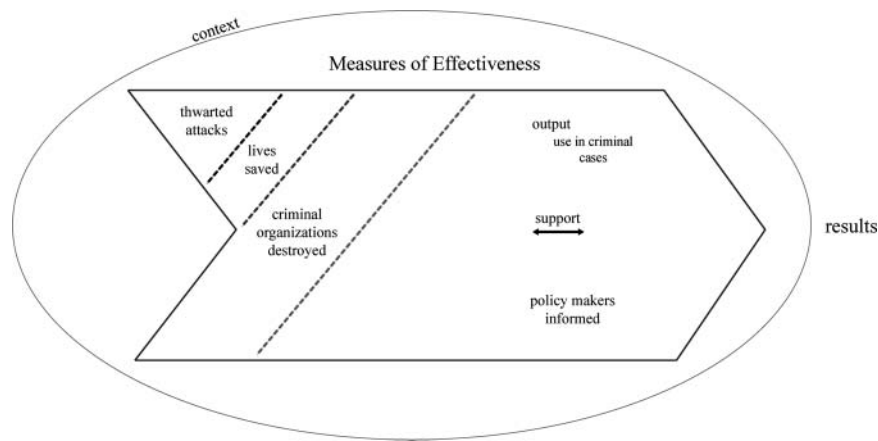 context
Measures of Effectiveness
thwarted
attacks
lives
saved
criminal
organizations
destroyed
output
use in criminal
cases
support
policy makers
informed
results